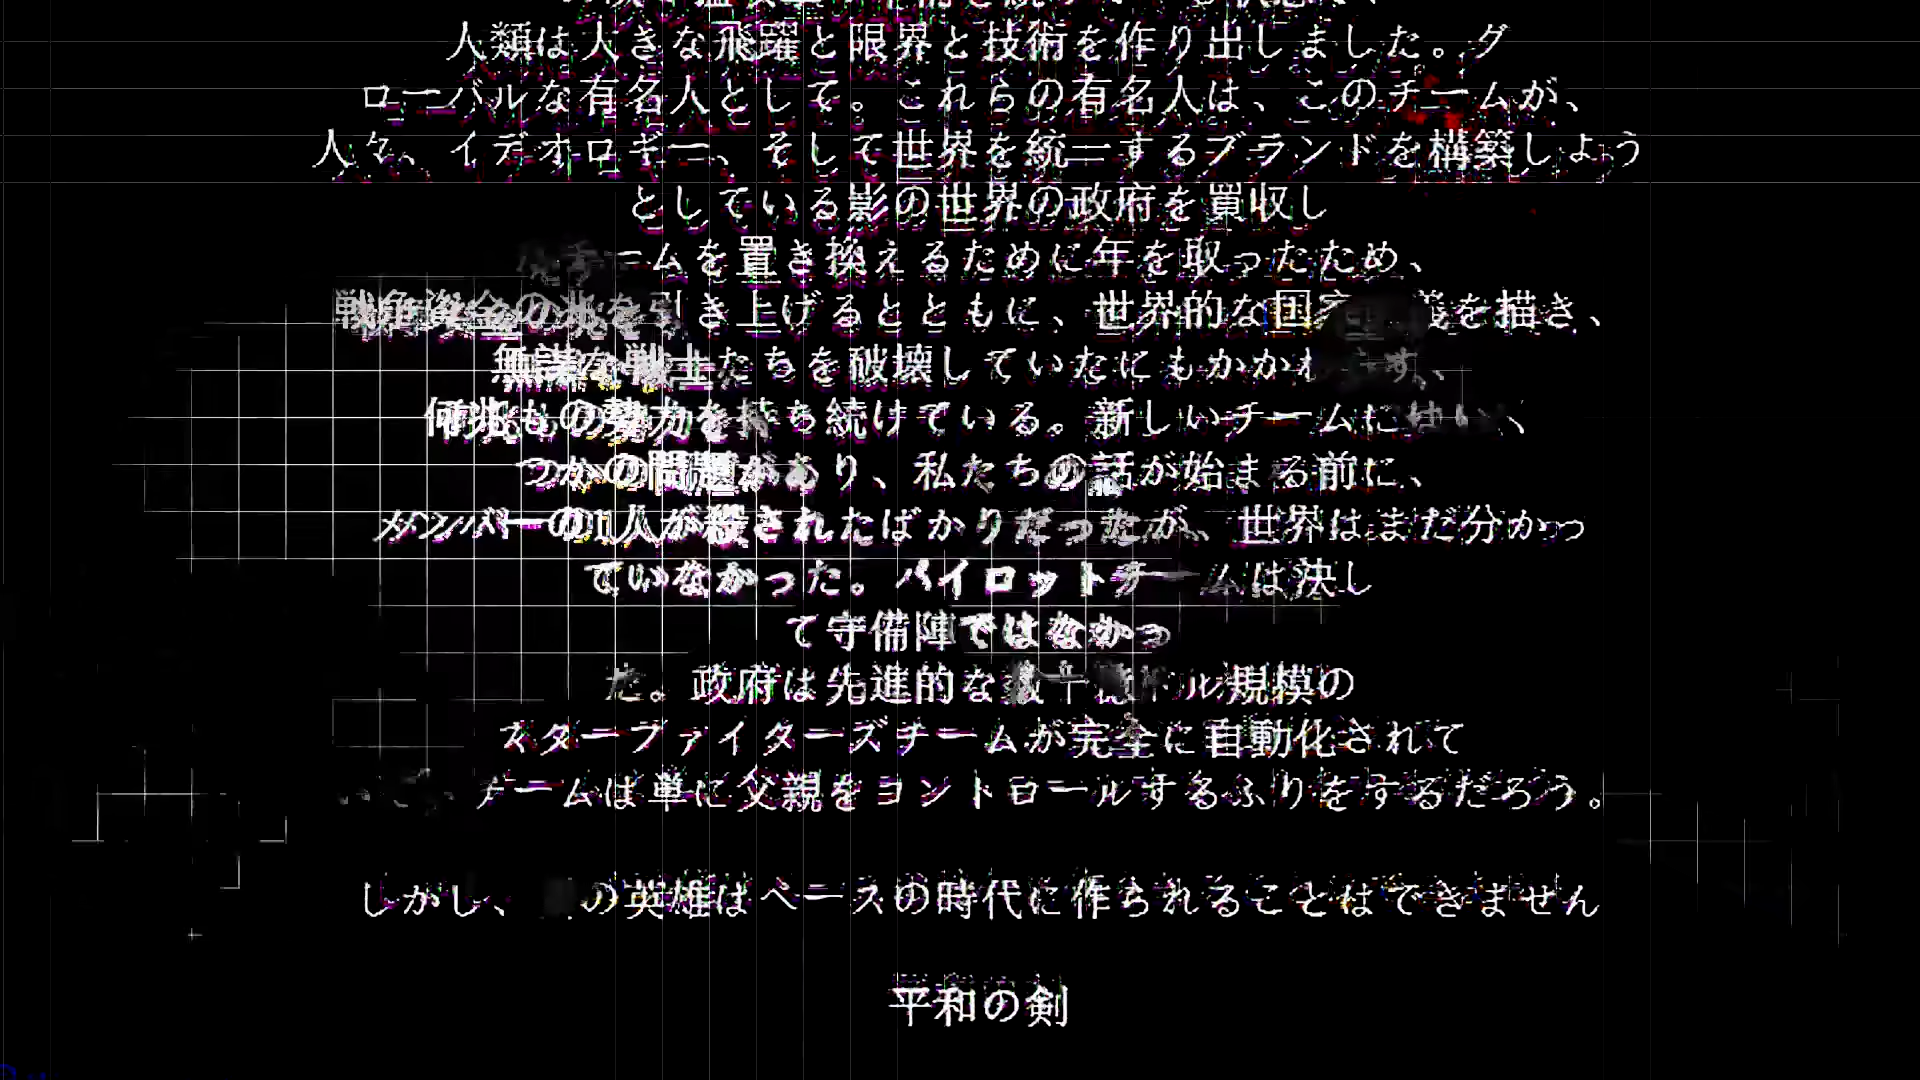 人類は大きな飛躍と限界と技術を作り出しました。グ
ローバルな有名人として。これらの有名人は、このチームが、
人々、イデオロギー、そして世界を統一するブランドを構築しよう
としている影の世界の政府を買収し
ームを置き換えるために年を取ったため、
戦争資金の兆を引き上げるとともに、世界的な国を描き、
無謀な戦士たちを破壊していたにもかかわ
何兆もの勢力を持ち続けている。新しいチームに
つかの問題があり、私たちの話が始まる前に、
メンバーの1人が殺されたばかりだったが、世界はまだ分かっ
ていなかった。パイロットチームは決し
て守備陣ではなかっ
た。政府は先進的なドル規模の
スターファイターズチームが完全に自動化されて
チームは単に父親をコントロールするふりをするだろう。
しかし、の英雄はペースの時代に作られることはできません
平和の剣